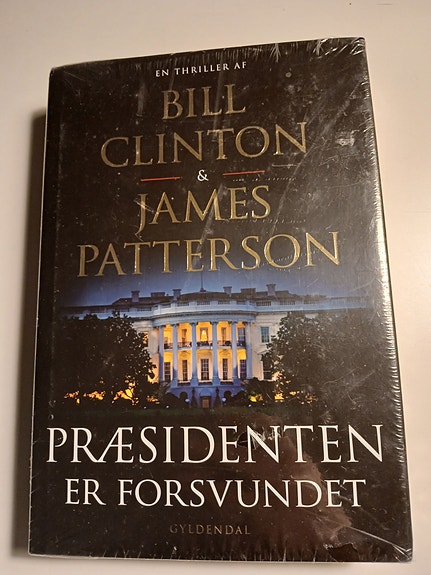 EN THRILLER AF
BILL
CLINTON
&
JAMES
PATTERSON
PRÆSIDENTEN
ER FORSVUNDET
GYLDENDAL